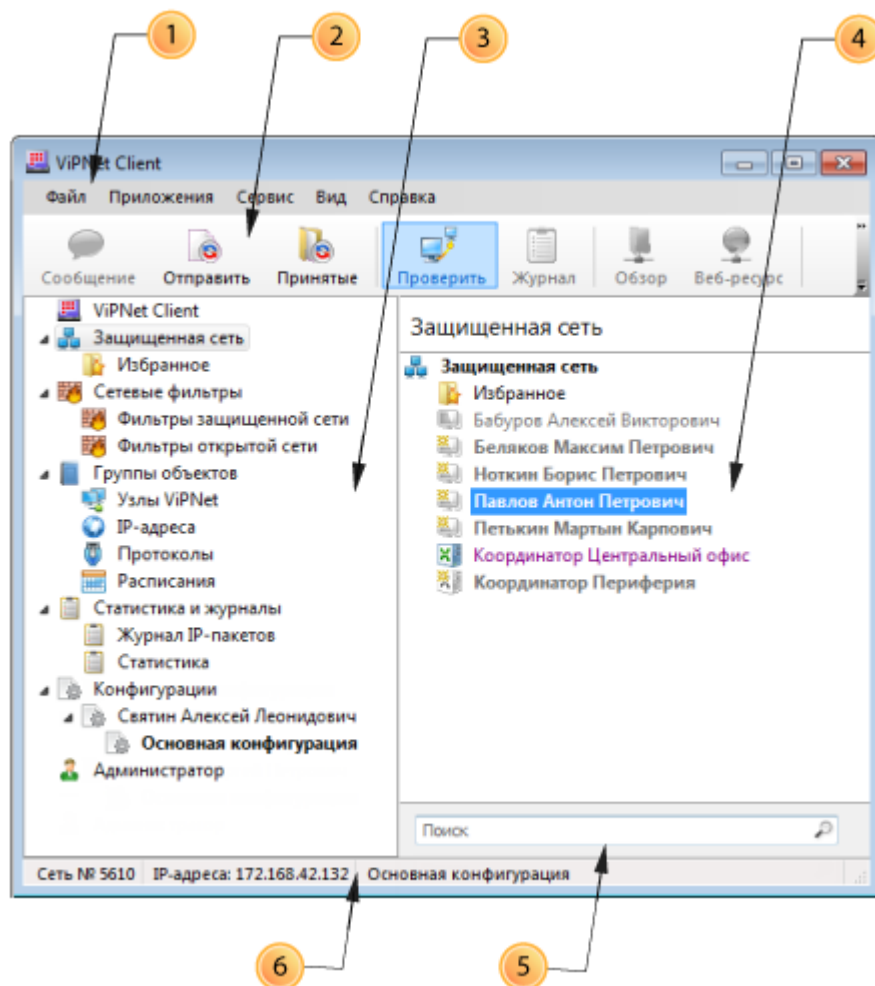 1
2
3
4
ViPNet Client
Файл Приложения Сервис Вид Справка
Сообщение Отправить Принятые Проверить Журнал Обзор Веб-ресурс
ViPNet Client
Защищенная сеть
Избранное
Сетевые фильтры
Фильтры защищенной сети
Фильтры открытой сети
Группы объектов
Узлы ViPNet
IP-адреса
Протоколы
Расписания
Статистика и журналы
Журнал IP-пакетов
Статистика
Конфигурации
Святин Алексей Леонидович
Основная конфигурация
Администратор
Защищенная сеть
Защищенная сеть
Избранное
Бабуров Алексей Викторович
Беляков Максим Петрович
Ноткин Борис Петрович
Павлов Антон Петрович
Петькин Мартын Карпович
Координатор Центральный офис
Координатор Периферия
Поиск
Сеть № 5610 IP-адреса: 172.168.42.132 Основная конфигурация
6
5